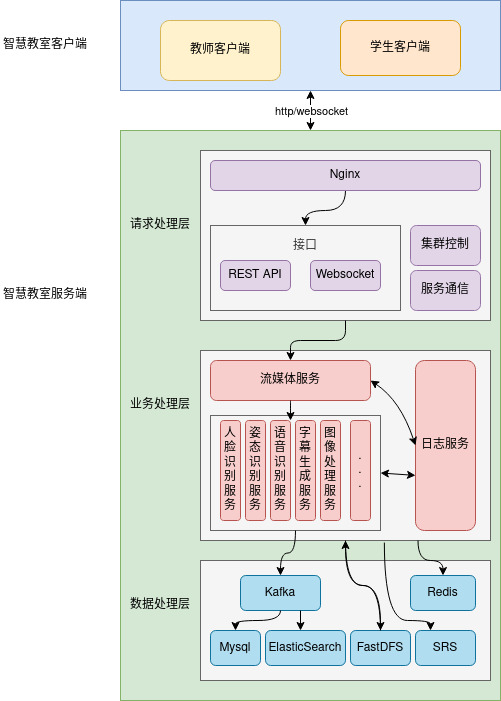 智慧教室客户端
教师客户端
学生客户端
http/websocket
智慧教室服务端
请求处理层
Nginx
接口
REST API
Websocket
集群控制
服务通信
业务处理层
流媒体服务
日志服务
人脸识别服务
姿态识别服务
语音识别服务
字幕生成服务
图像处理服务
. . .
数据处理层
Kafka
Redis
Mysql
ElasticSearch
FastDFS
SRS